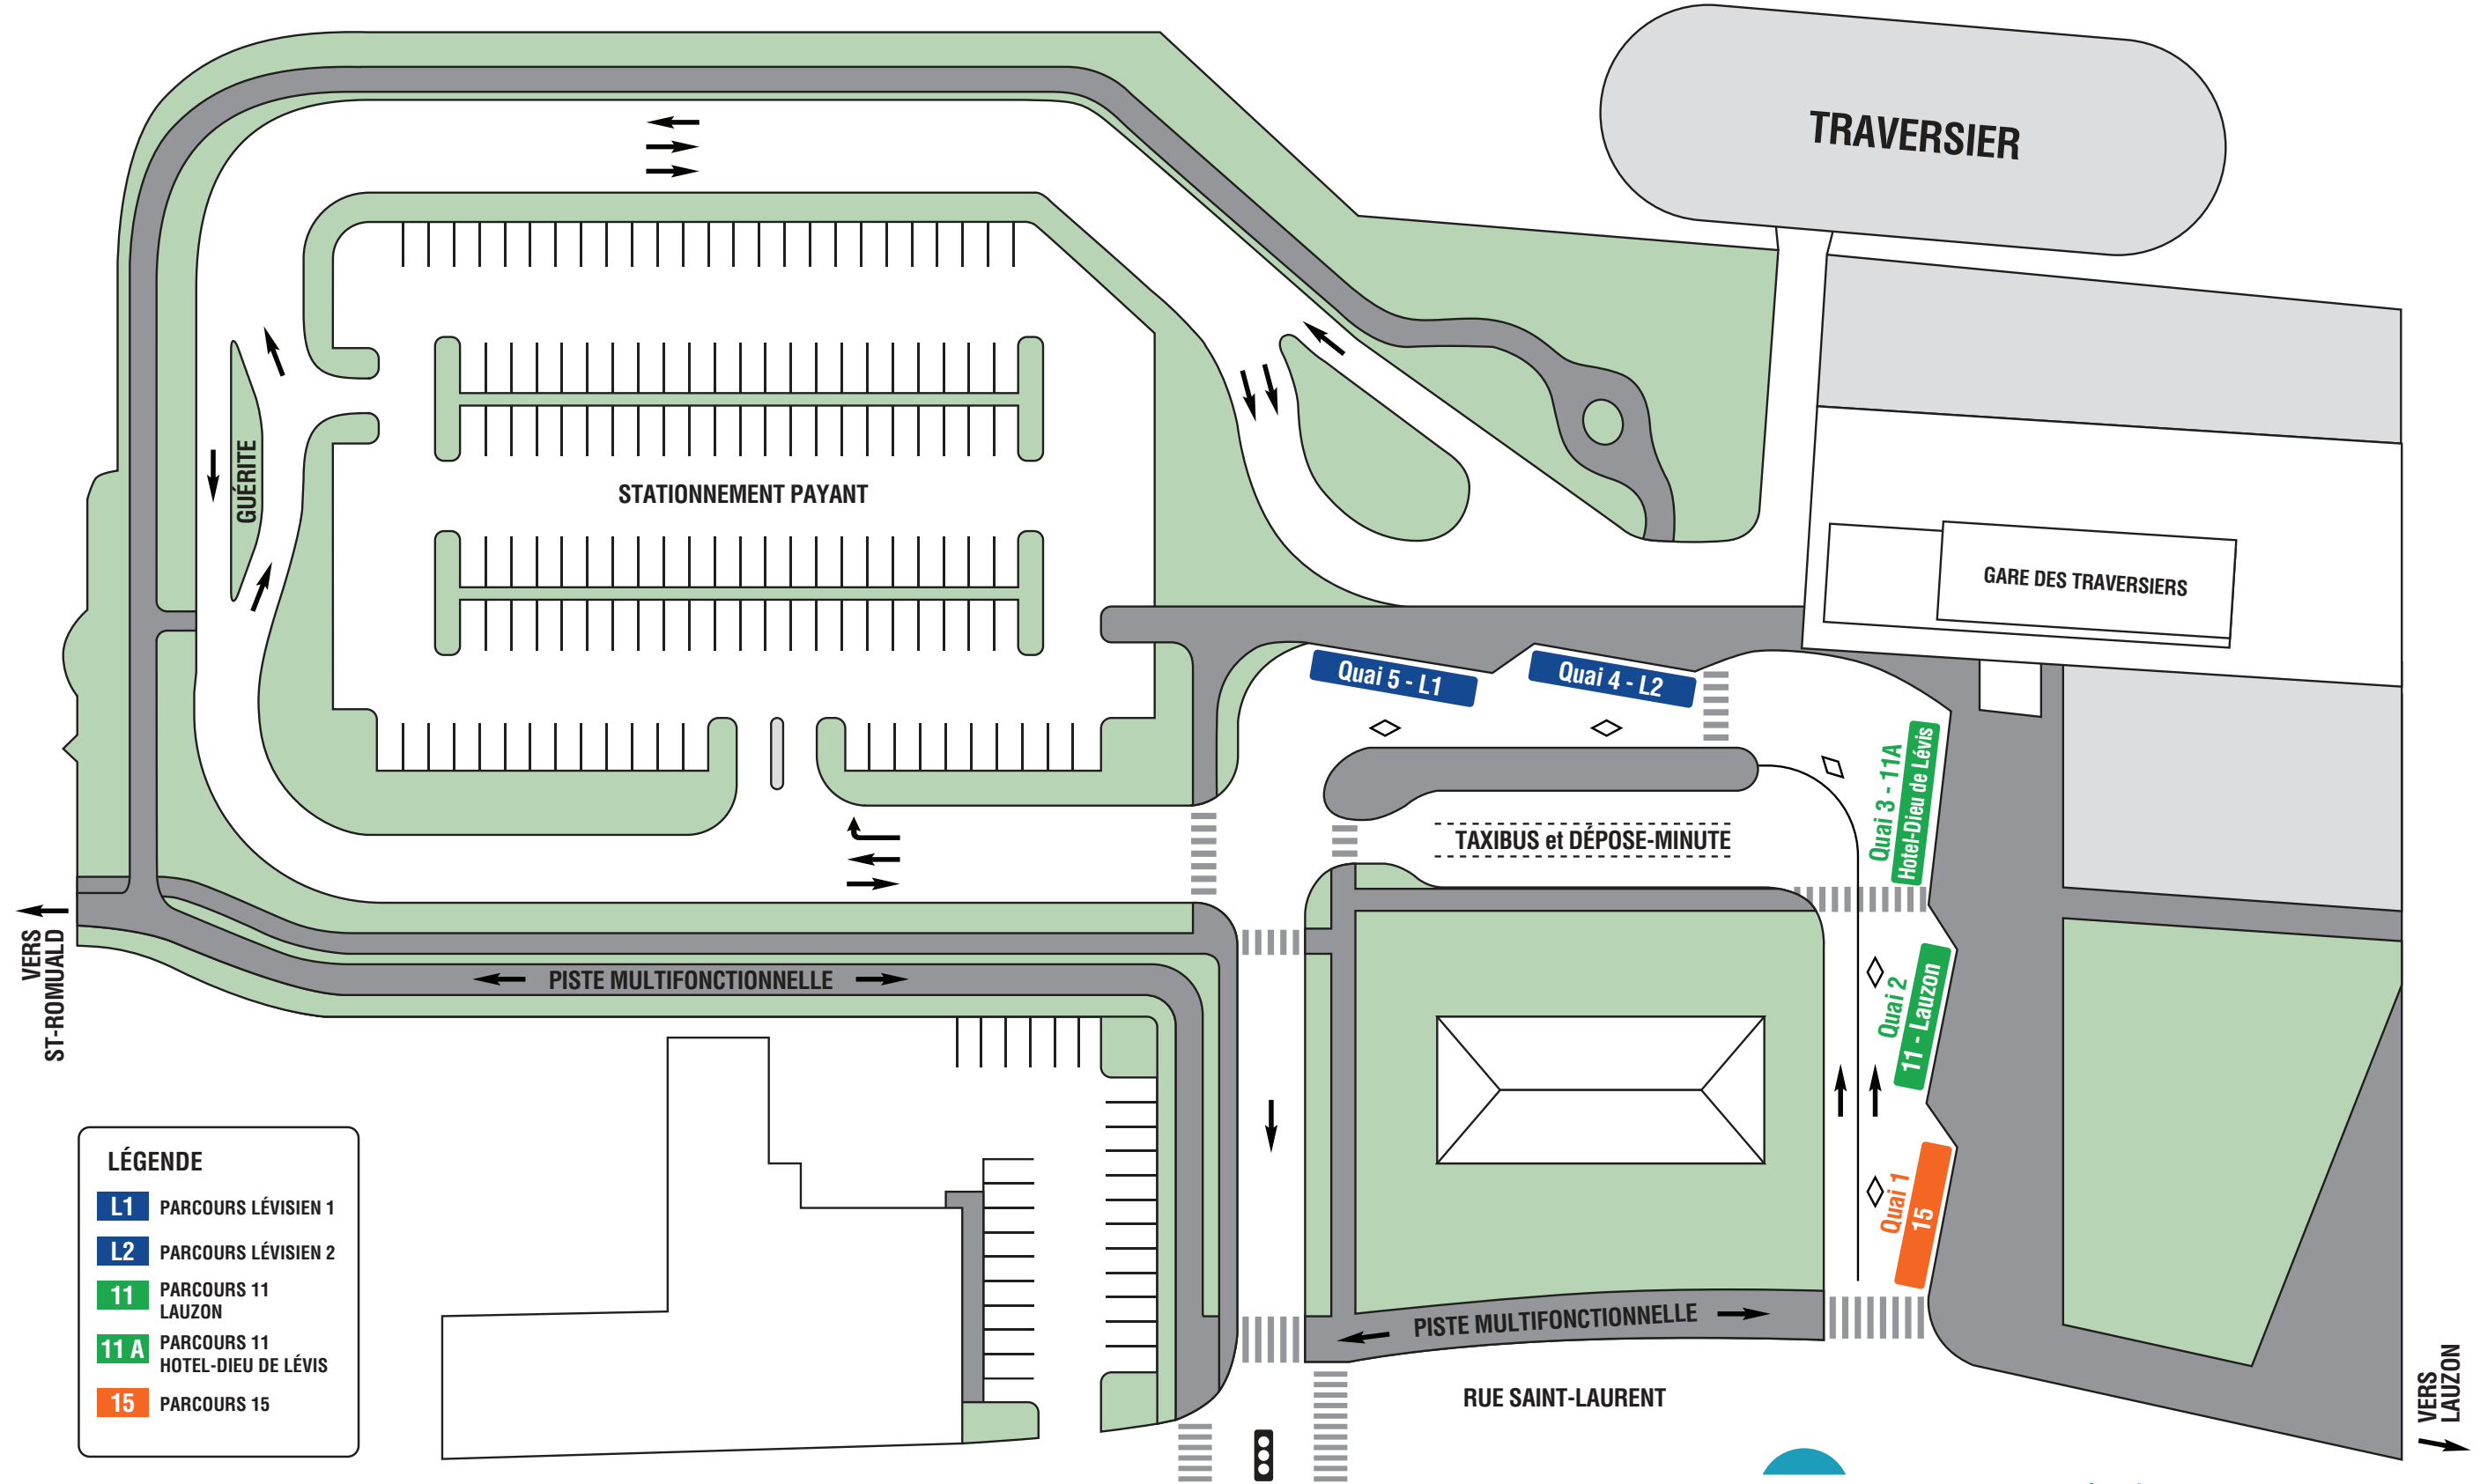 TRAVERSIER
GUÉRITE
STATIONNEMENT PAYANT
GARE DES TRAVERSIERS
Quai 5 - L1
Quai 4 - L2
Quai 3 - 11A
Hotel-Dieu de Lévis
TAXIBUS et DÉPOSE-MINUTE
VERS
ST-ROMUALD
PISTE MULTIFONCTIONNELLE
Quai 2
11 - Lauzon
Quai 1
15
PISTE MULTIFONCTIONNELLE
RUE SAINT-LAURENT
VERS
LAUZON
LÉGENDE
L1 PARCOURS LÉVISIEN 1
L2 PARCOURS LÉVISIEN 2
11 PARCOURS 11
LAUZON
11 A PARCOURS 11
HOTEL-DIEU DE LÉVIS
15 PARCOURS 15